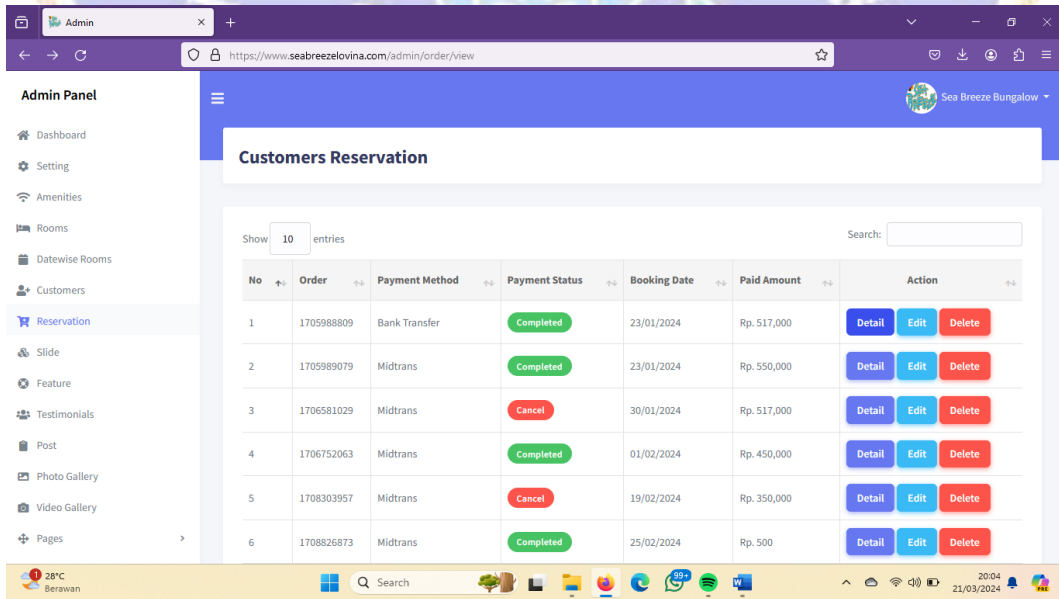 Admin
https://www.seabreezelovina.com/admin/order/view
Admin Panel
Sea Breeze Bungalow
Dashboard
Setting
Amenities
Rooms
Datewise Rooms
Customers
Reservation
Slide
Feature
Testimonials
Post
Photo Gallery
Video Gallery
Pages
Customers Reservation
Show 10 entries
Search:
No Order Payment Method Payment Status Booking Date Paid Amount Action
1 1705988809 Bank Transfer Completed 23/01/2024 Rp. 517,000 Detail Edit Delete
2 1705989079 Midtrans Completed 23/01/2024 Rp. 550,000 Detail Edit Delete
3 1706581029 Midtrans Cancel 30/01/2024 Rp. 517,000 Detail Edit Delete
4 1706752063 Midtrans Completed 01/02/2024 Rp. 450,000 Detail Edit Delete
5 1708303957 Midtrans Cancel 19/02/2024 Rp. 350,000 Detail Edit Delete
6 1708826873 Midtrans Completed 25/02/2024 Rp. 500 Detail Edit Delete
1 28°C
Berawan
Search
99+
20:04
21/03/2024
PRE